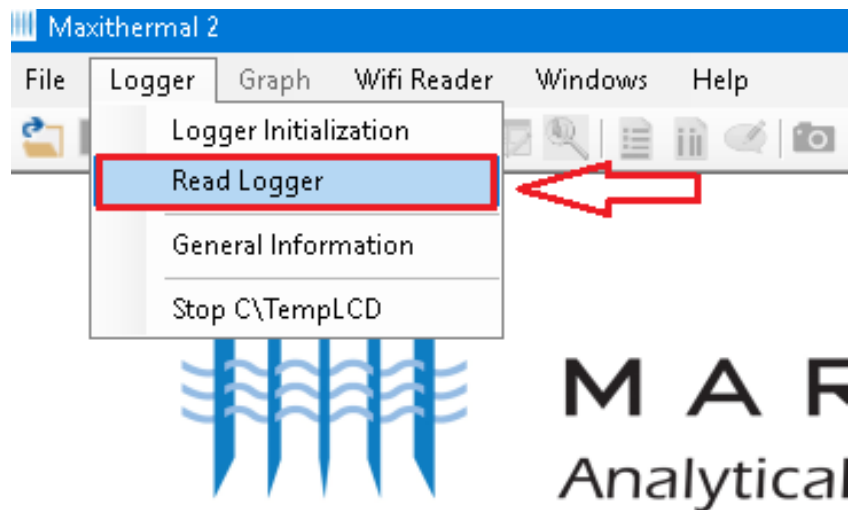 Maxithermal 2
File Logger Graph Wifi Reader Windows Help
Logger Initialization
Read Logger
General Information
Stop C\TempLCD
M A R
Analytical